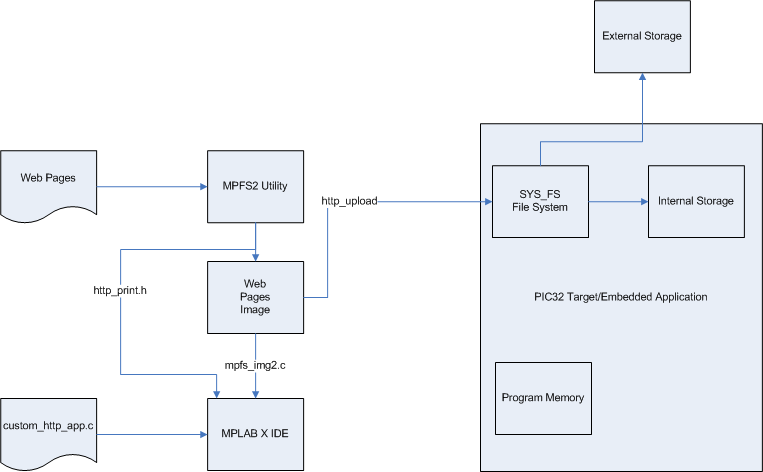 External Storage
Web Pages
MPFS2 Utility
http_upload
SYS_FS
File System
Internal Storage
http_print.h
Web
Pages
Image
PIC32 Target/Embedded Application
mpfs_img2.c
Program Memory
custom_http_app.c
MPLAB X IDE